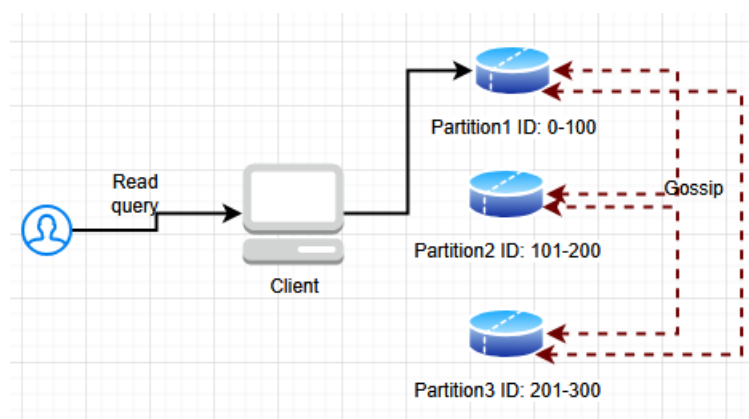 Partition1 ID: 0-100
Read
query
Gossip
Partition2 ID: 101-200
Client
Partition3 ID: 201-300